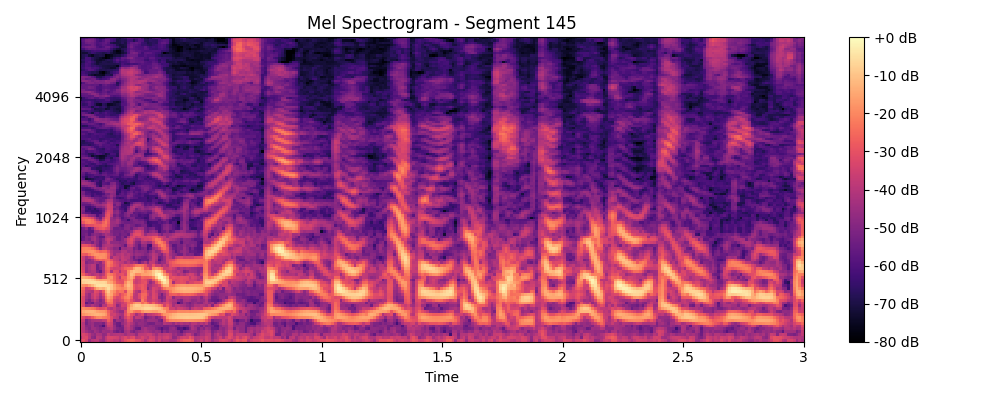 Mel Spectrogram - Segment 145
+0 dB
-10 dB
-20 dB
-30 dB
-40 dB
-50 dB
-60 dB
-70 dB
-80 dB
Frequency
4096
2048
1024
512
0
0 0.5 1 1.5 2 2.5 3
Time